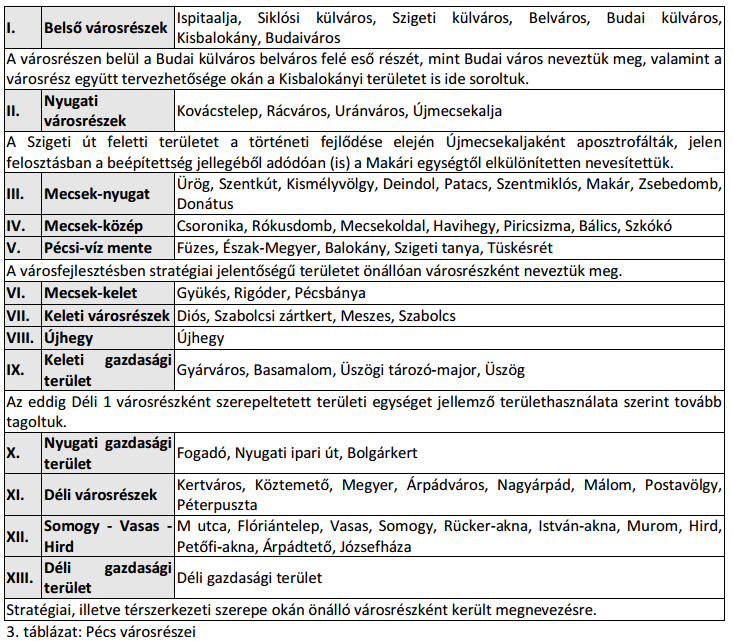 I. Belső városrészek Ispitaalja, Siklósi külváros, Szigeti külváros, Belváros, Budai külváros,
Kisbalokány, Budaiváros
A városrészen belül a Budai külváros belváros felé eső részét, mint Budai város neveztük meg, valamint a
városrész együtt tervezhetősége okán a Kisbalokányi területet is ide soroltuk.
II. Nyugati
városrészek Kovácstelep, Rácváros, Uránváros, Újmecsekalja
A Szigeti út feletti területet a történeti fejlődése elején Újmecsekaljaként aposztrofálták, jelen
felosztásban a beépítettség jellegéből adódóan (is) a Makári egységtől elkülönítetten nevesítettük.
III. Mecsek-nyugat Ürög, Szentkút, Kismélyvölgy, Deindol, Patacs, Szentmiklós, Makár, Zsebedomb,
Donátus
IV. Mecsek-közép Csoronika, Rókusdomb, Mecsekoldal, Havihegy, Piricsizma, Bálics, Szkókó
V. Pécsi-víz mente Füzes, Észak-Megyer, Balokány, Szigeti tanya, Tüskésrét
A városfejlesztésben stratégiai jelentőségű területet önállóan városrészként neveztük meg.
VI. Mecsek-kelet Gyükés, Rigóder, Pécsbánya
VII. Keleti városrészek Diós, Szabolcsi zártkert, Meszes, Szabolcs
VIII. Újhegy Újhegy
IX. Keleti gazdasági
terület Gyárváros, Basamalom, Üszögi tározó-major, Üszög
Az eddig Déli 1 városrészként szerepeltetett területi egységet jellemző területhasználata szerint tovább
tagoltuk.
X. Nyugati gazdasági
terület Fogadó, Nyugati ipari út, Bolgárkert
XI. Déli városrészek Kertváros, Köztemető, Megyer, Árpádváros, Nagyárpád, Málom, Postavölgy,
Péterpuszta
XII. Somogy - Vasas -
Hird M utca, Flóriántelep, Vasas, Somogy, Rücker-akna, István-akna, Murom, Hird,
Petőfi-akna, Árpádtető, Józsefháza
XIII. Déli gazdasági
terület Déli gazdasági terület
Stratégiai, illetve térszerkezeti szerepe okán önálló városrészként került megnevezésre.
3. táblázat: Pécs városrészei